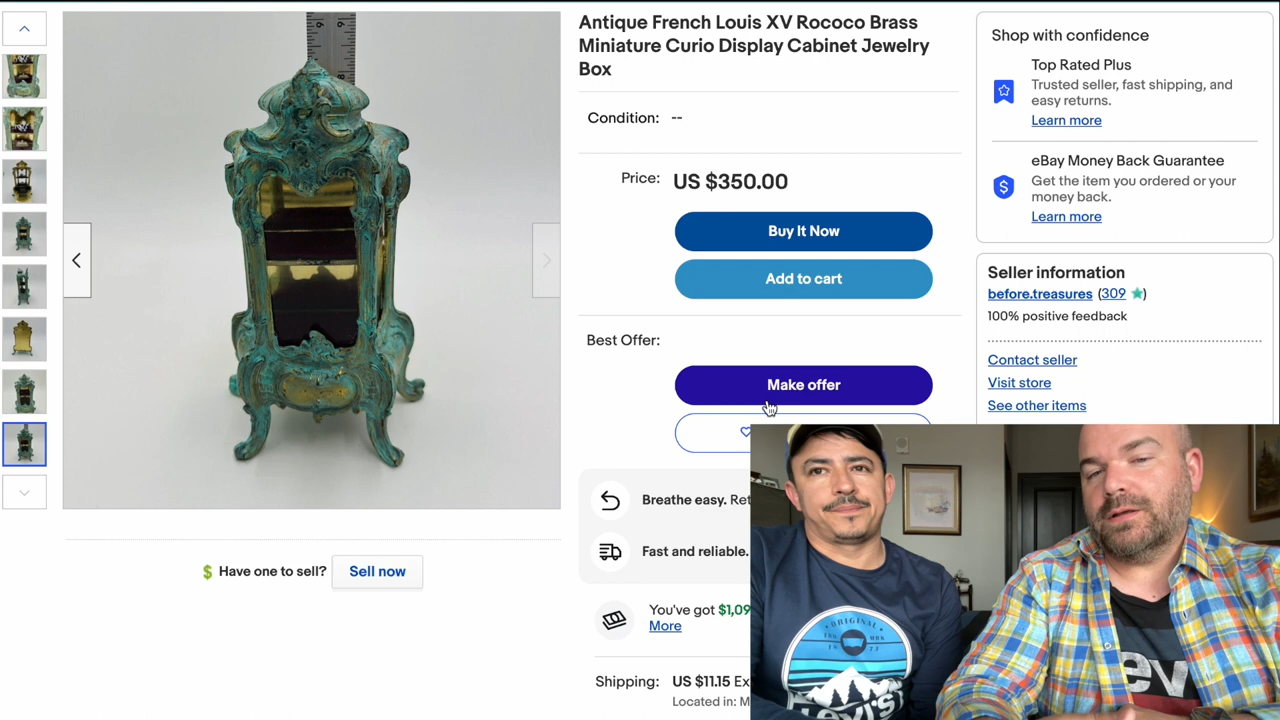 Antique French Louis XV Rococo Brass
Miniature Curio Display Cabinet Jewelry
Box
Condition: --
Price: US $350.00
Buy It Now
Add to cart
Best Offer:
Make offer
Breathe easy. Ret
Fast and reliable.
You've got $1,09
More
Shipping: US $11.15 Ex
Located in: M
Have one to sell? Sell now
Shop with confidence
Top Rated Plus
Trusted seller, fast shipping, and
easy returns.
Learn more
eBay Money Back Guarantee
Get the item you ordered or your
money back.
Learn more
Seller information
before.treasures (309)
100% positive feedback
Contact seller
Visit store
See other items
ORIGINAL
Levi's
ev